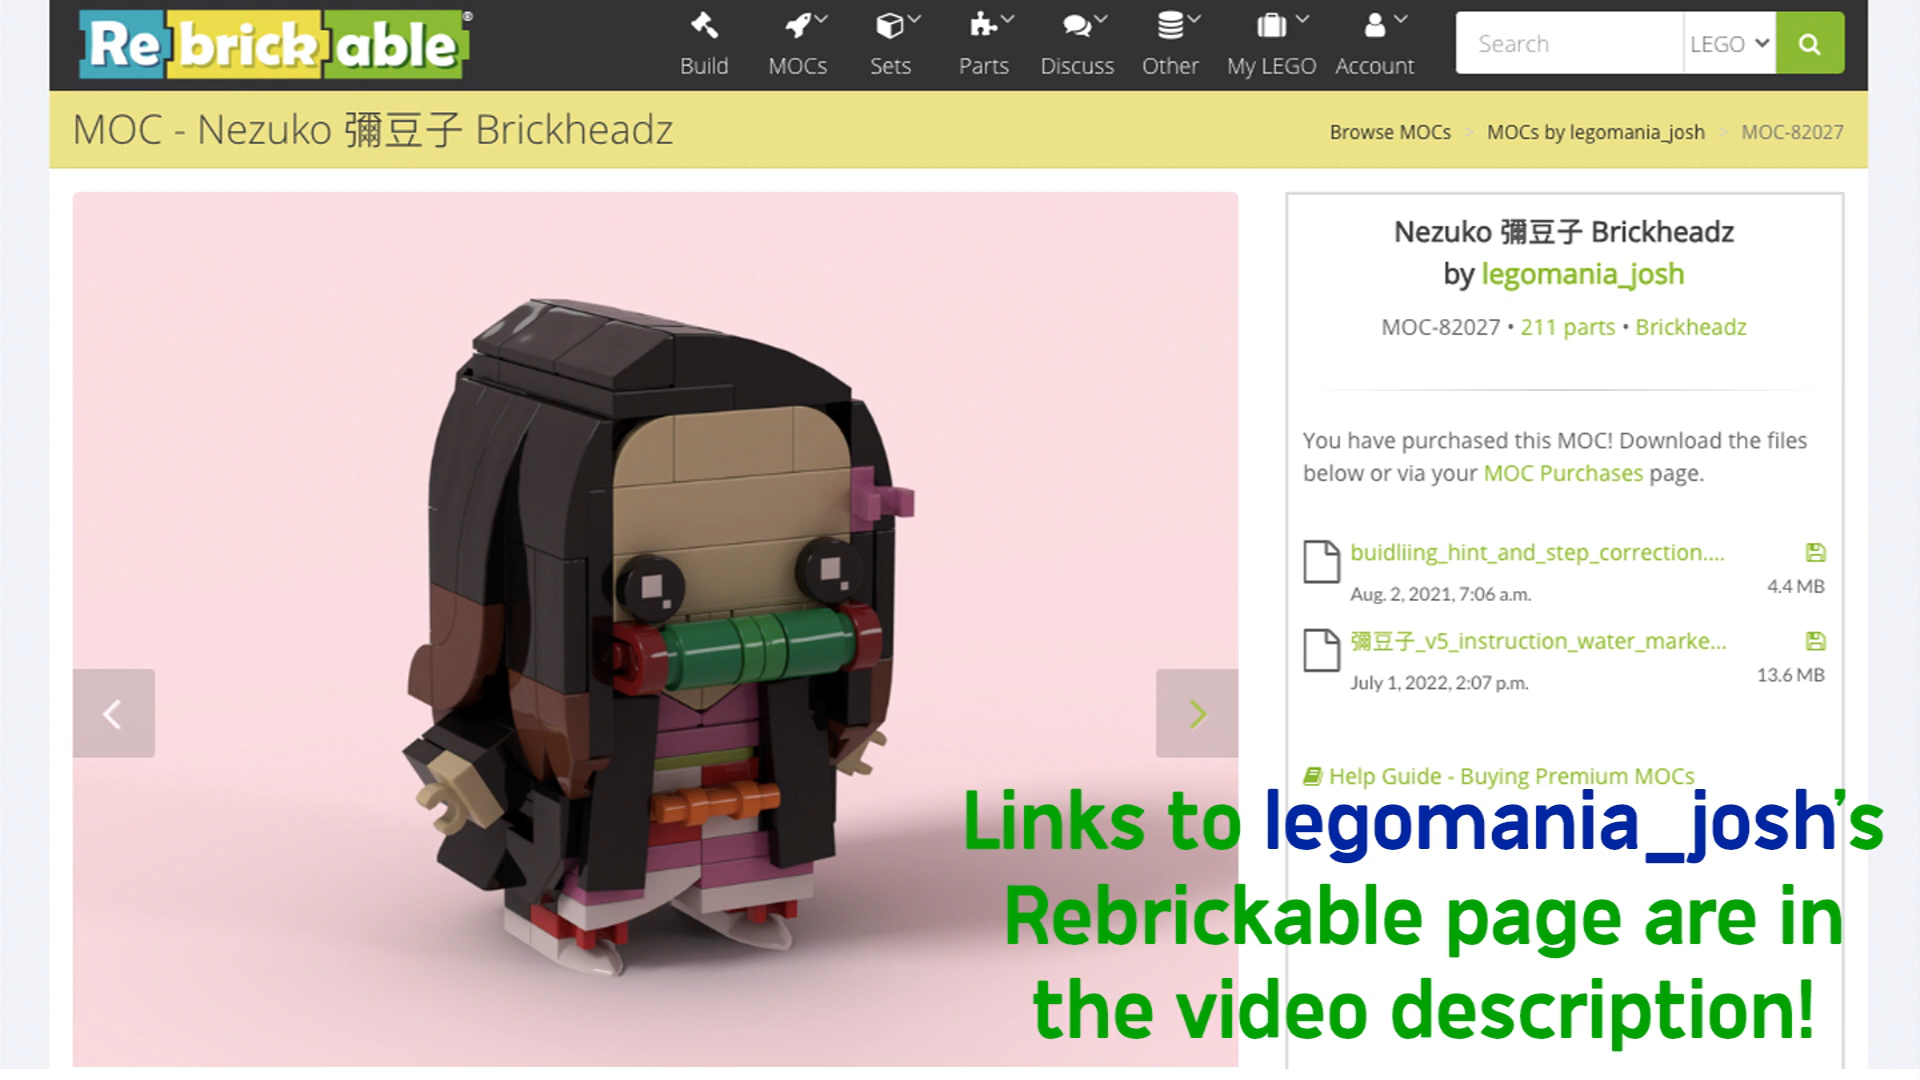 Rebrickable®
Build MOCs Sets Parts Discuss Other My LEGO Account
Search LEGO
MOC - Nezuko 彌豆子 Brickheadz
Browse MOCs > MOCs by legomania_josh > MOC-82027
Nezuko 彌豆子 Brickheadz
by legomania_josh
MOC-82027 • 211 parts • Brickheadz
You have purchased this MOC! Download the files
below or via your MOC Purchases page.
buidliing_hint_and_step_correction....
4.4 MB
Aug. 2, 2021, 7:06 a.m.
彌豆子_v5_instruction_water_marke...
13.6 MB
July 1, 2022, 2:07 p.m.
Help Guide - Buying Premium MOCs
Links to legomania_josh's
Rebrickable page are in
the video description!